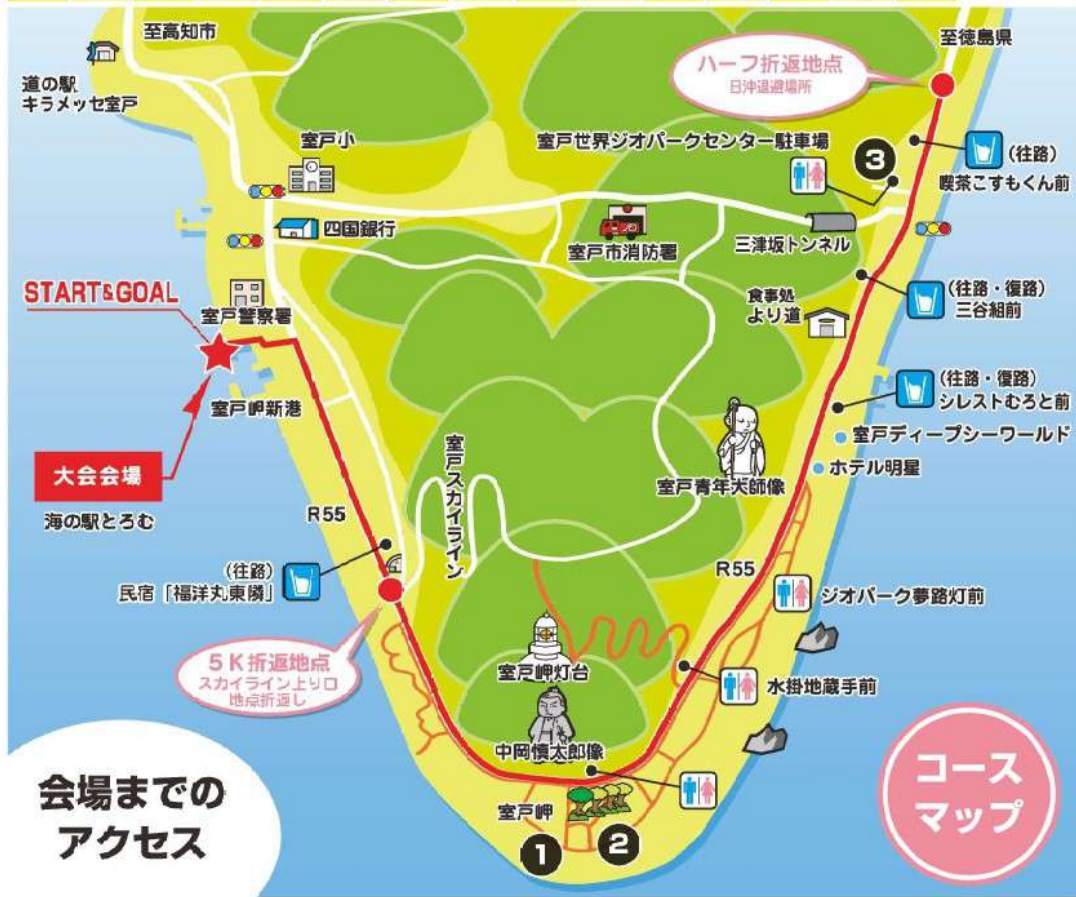 至高知市
至徳島県
道の駅
キラメッセ室戸
ハーフ折返地点
日沖退避場所
室戸小
室戸世界ジオパークセンター駐車場
3
(往路)
喫茶こすもくん前
四国銀行
室戸市消防署
三津坂トンネル
START&GOAL
室戸警察署
食事処
より道
(往路・復路)
三谷組前
室戸岬新港
(往路・復路)
シレストむろと前
室戸ディープシーワールド
大会会場
海の駅とろむ
室戸スカイライン
室戸青年大師像
ホテル明星
R55
R55
(往路)
民宿「福洋丸東隣」
ジオパーク夢路灯前
5K折返地点
スカイライン上り口
地点折返し
室戸岬灯台
水掛地蔵手前
中岡慎太郎像
会場までの
アクセス
室戸岬
1
2
コース
マップ